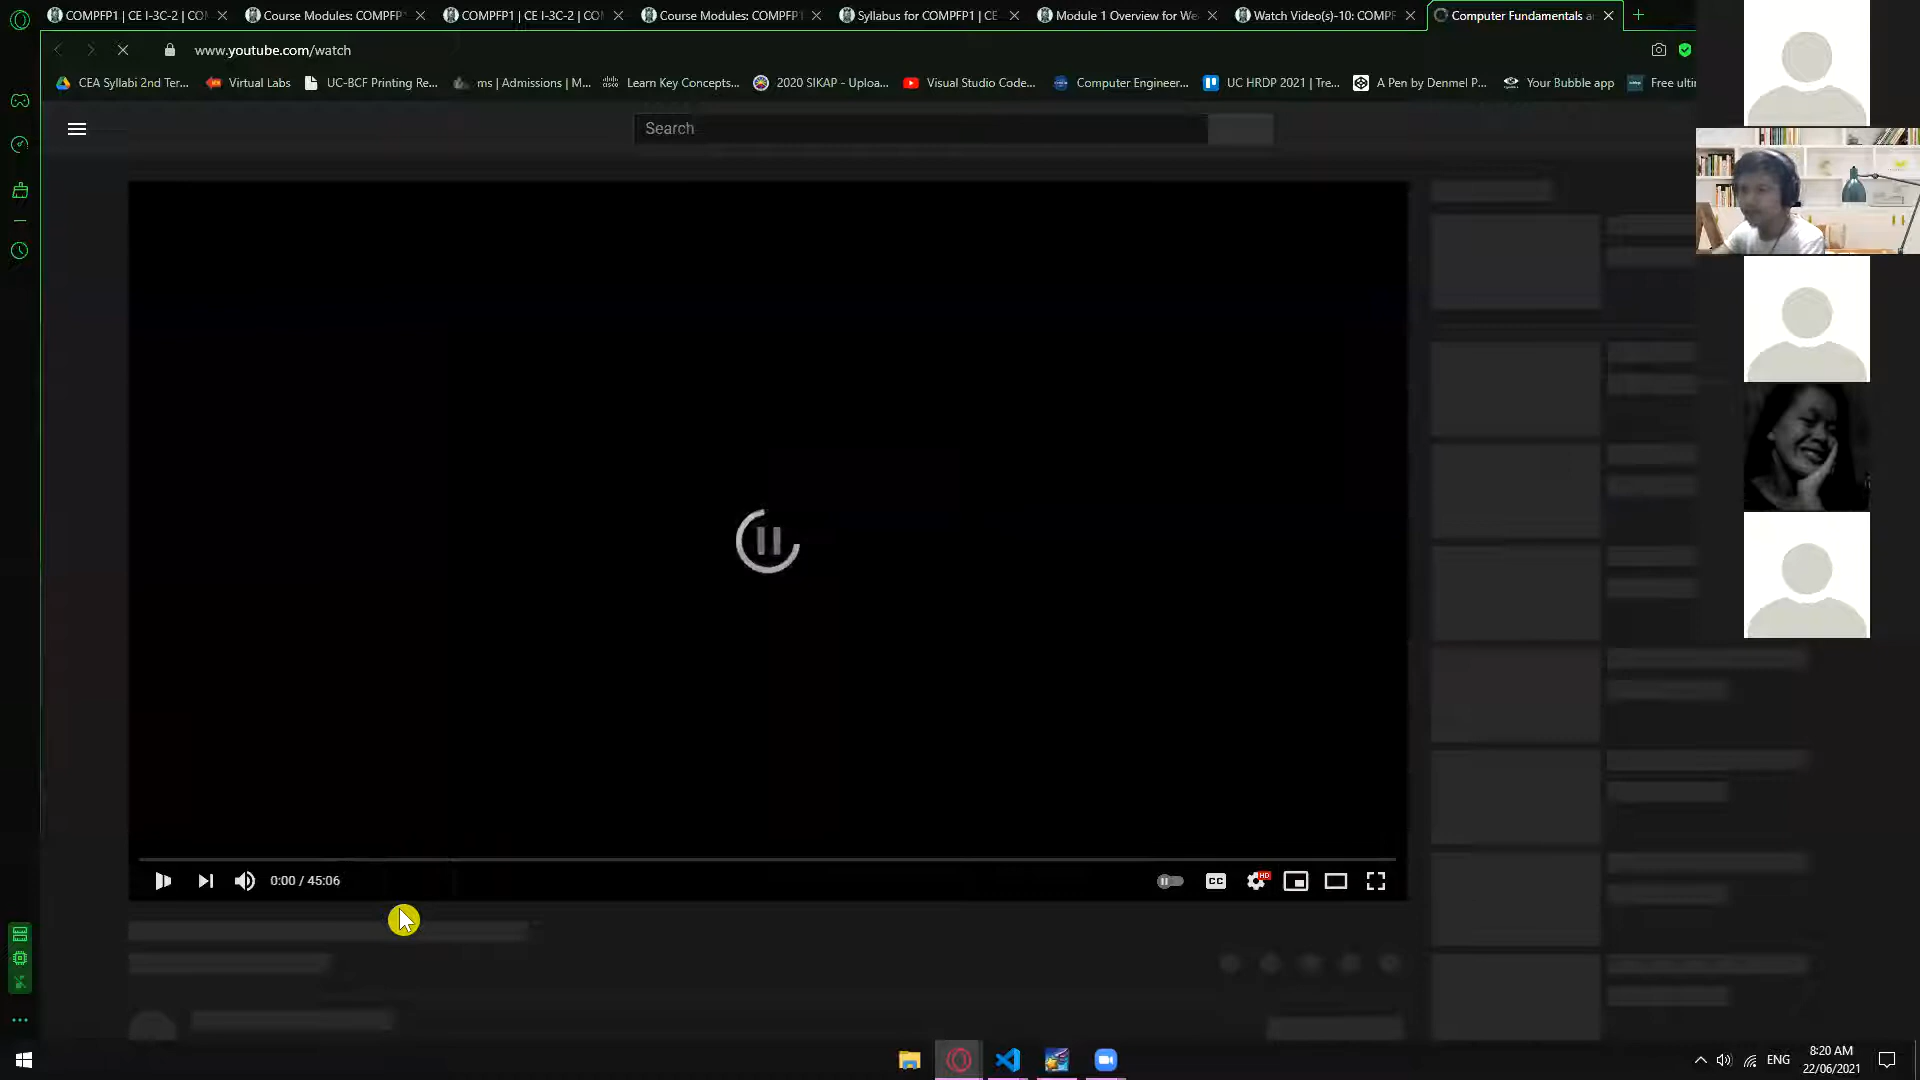 COMPFP1 | CE I-3C-2 | CO
Course Modules: COMPFP
COMPFP1 | CE I-3C-2 | CO
Course Modules: COMPFP1
Syllabus for COMPFP1 | CE
Module 1 Overview for We
Watch Video(s)-10: COMPF
Computer Fundamentals a
www.youtube.com/watch
CEA Syllabi 2nd Ter...
Virtual Labs
UC-BCF Printing Re...
ms | Admissions | M...
Learn Key Concepts...
2020 SIKAP - Uploa...
Visual Studio Code...
Computer Engineer...
UC HRDP 2021 | Tre...
A Pen by Denmel P...
Your Bubble app
Free ulti
Search
0:00 / 45:06
CC
HD
ENG
8:20 AM
22/06/2021